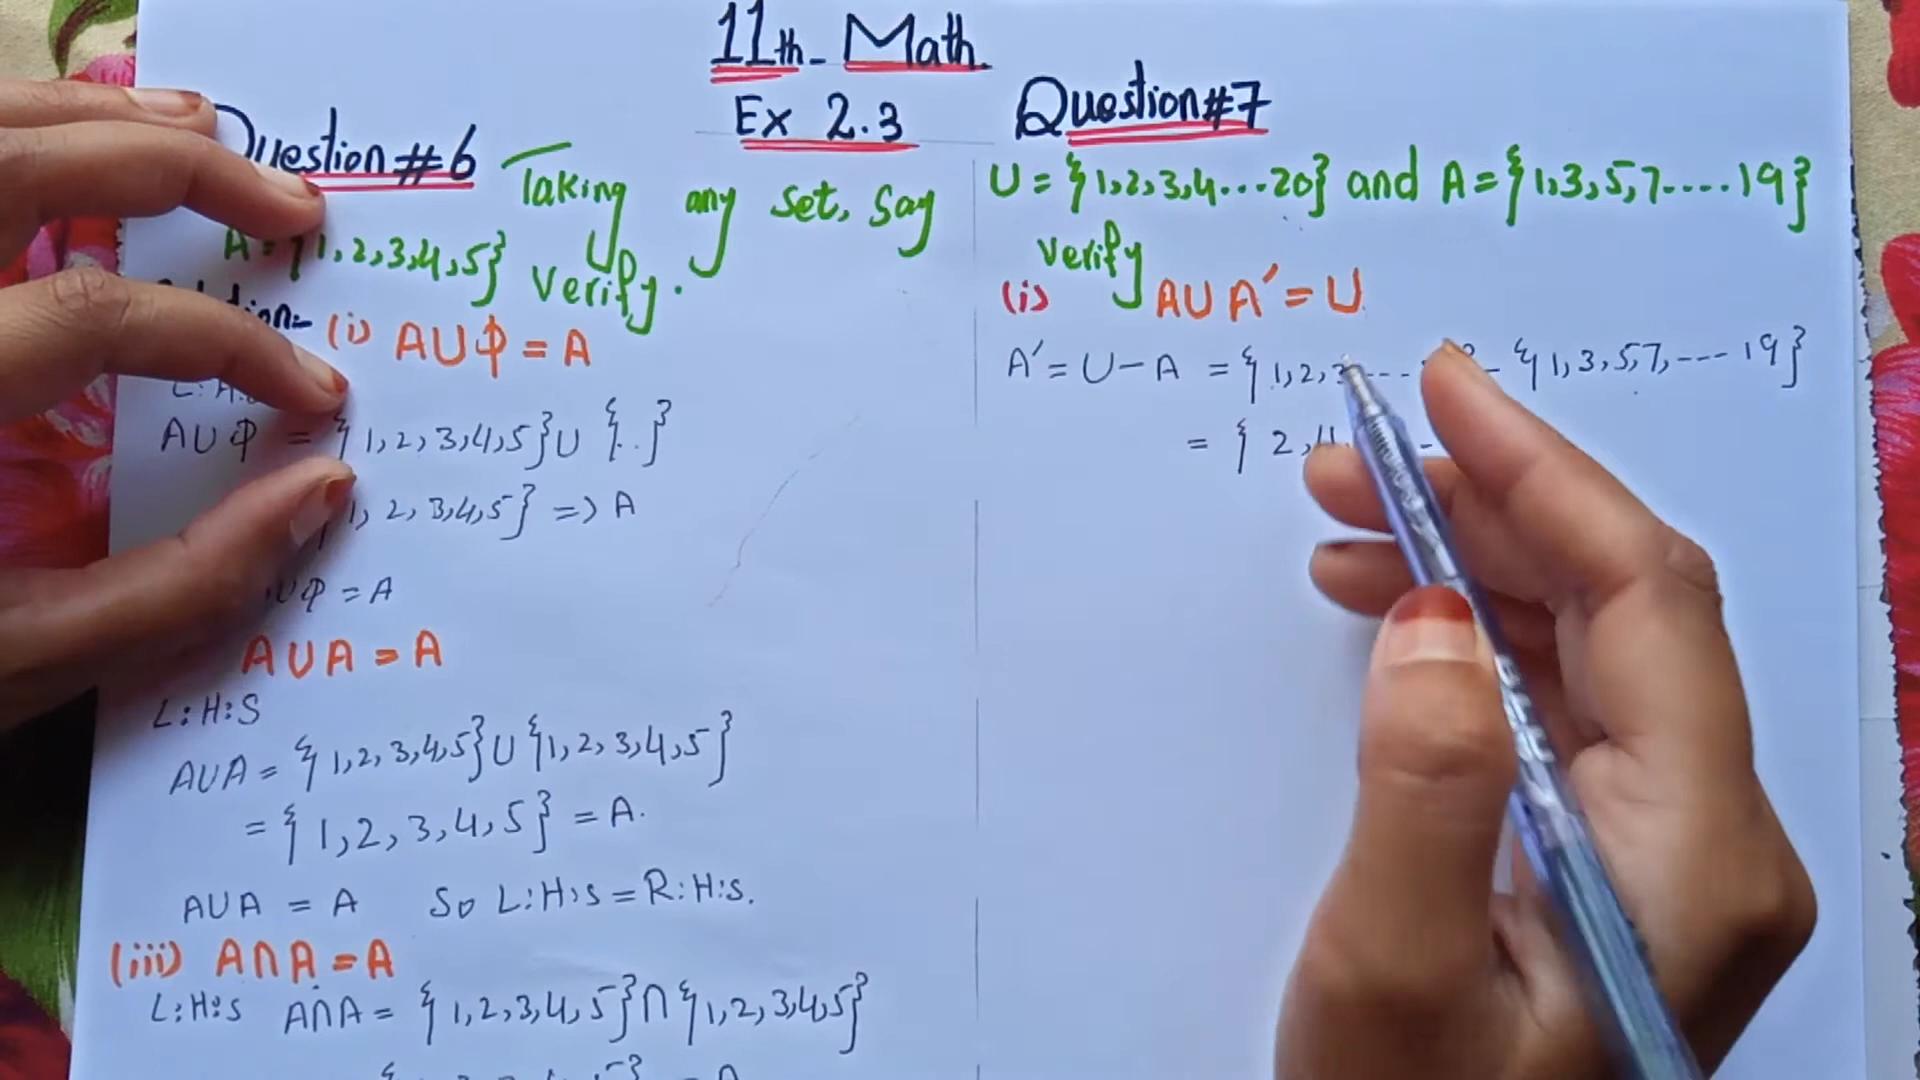 11th- Math.
Ex 2.3
Question #6
Taking any set, say
A = {1,2,3,4,5} verify.
(i) A∪Φ = A
A∪Φ = {1,2,3,4,5}∪{..}
1, 2, 3,4,5} => A
∪Φ = A
A∪A = A
L:H:S
A∪A = {1,2,3,4,5}∪{1,2,3,4,5}
= {1,2,3,4,5} = A.
A∪A = A So L:H:S = R:H:S.
(iii) A∩A = A
L:H:S A∩A = {1,2,3,4,5}∩{1,2,3,4,5}
Question#7
U = {1,2,3,4...20} and A = {1,3,5,7....19}
verify
(i) A∪A′ = U
A′ = U-A = {1,2,3 --- - {1,3,5,7,---19}
= {2,4